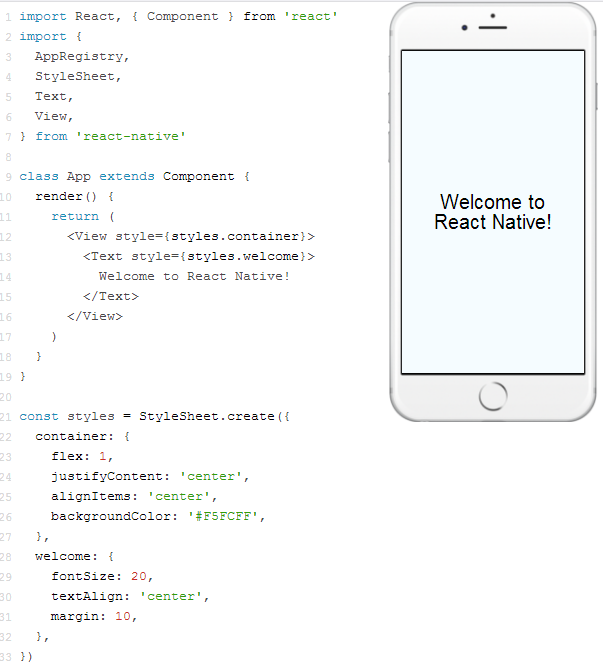 1 import React, { Component } from 'react'
2 import {
3   AppRegistry,
4   StyleSheet,
5   Text,
6   View,
7 } from 'react-native'
8
9 class App extends Component {
10   render() {
11     return (
12       <View style={styles.container}>
13         <Text style={styles.welcome}>
14           Welcome to React Native!
15         </Text>
16       </View>
17     )
18   }
19 }
20
21 const styles = StyleSheet.create({
22   container: {
23     flex: 1,
24     justifyContent: 'center',
25     alignItems: 'center',
26     backgroundColor: '#F5FCFF',
27   },
28   welcome: {
29     fontSize: 20,
30     textAlign: 'center',
31     margin: 10,
32   },
33 })
Welcome to
React Native!